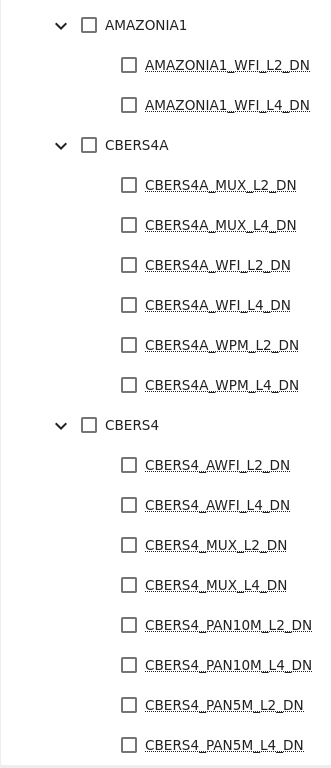 AMAZONIA1
AMAZONIA1_WFI_L2_DN
AMAZONIA1_WFI_L4_DN
CBERS4A
CBERS4A_MUX_L2_DN
CBERS4A_MUX_L4_DN
CBERS4A_WFI_L2_DN
CBERS4A_WFI_L4_DN
CBERS4A_WPM_L2_DN
CBERS4A_WPM_L4_DN
CBERS4
CBERS4_AWFI_L2_DN
CBERS4_AWFI_L4_DN
CBERS4_MUX_L2_DN
CBERS4_MUX_L4_DN
CBERS4_PAN10M_L2_DN
CBERS4_PAN10M_L4_DN
CBERS4_PAN5M_L2_DN
CBERS4_PAN5M_L4_DN